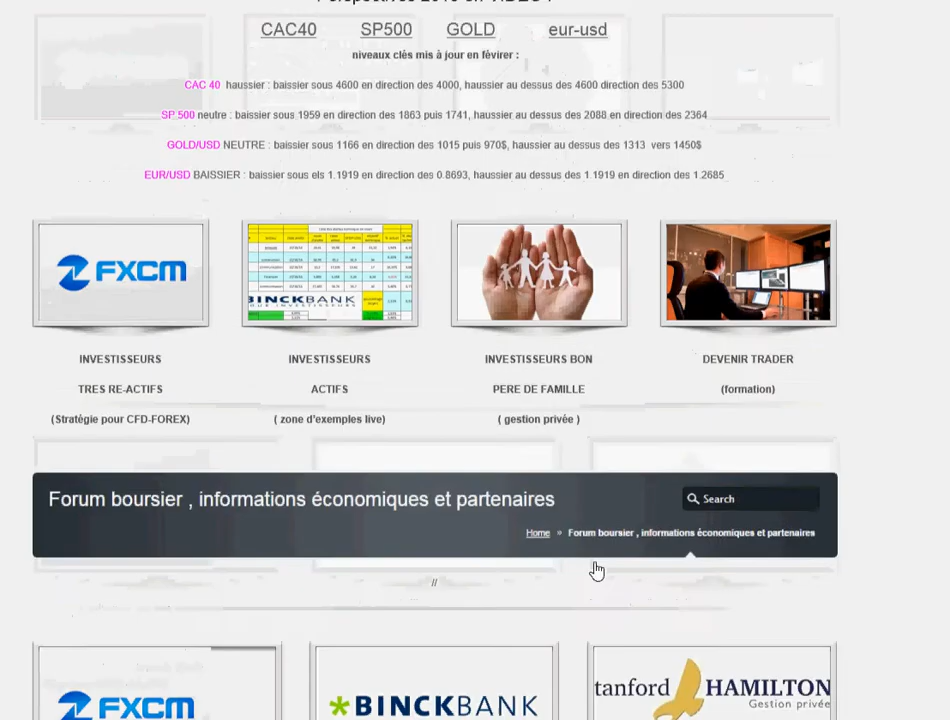 CAC40 SP500 GOLD eur-usd
niveaux clés mis à jour en févirer :
CAC 40 haussier : baissier sous 4600 en direction des 4000, haussier au dessus des 4600 direction des 5300
SP 500 neutre : baissier sous 1959 en direction des 1863 puis 1741, haussier au dessus des 2088 en direction des 2364
GOLD/USD NEUTRE : baissier sous 1166 en direction des 1015 puis 970$, haussier au dessus des 1313 vers 1450$
EUR/USD BAISSIER : baissier sous els 1.1919 en direction des 0.8693, haussier au dessus des 1.1919 en direction des 1.2685
FXCM
BINCKBANK
INVESTISSEURS
TRES RE-ACTIFS
(Stratégie pour CFD-FOREX)
INVESTISSEURS
ACTIFS
( zone d'exemples live)
INVESTISSEURS BON
PERE DE FAMILLE
( gestion privée )
DEVENIR TRADER
(formation)
Forum boursier , informations économiques et partenaires
Search
Home » Forum boursier , informations économiques et partenaires
//
FXCM
BINCKBANK
tanford HAMILTON
Gestion privée